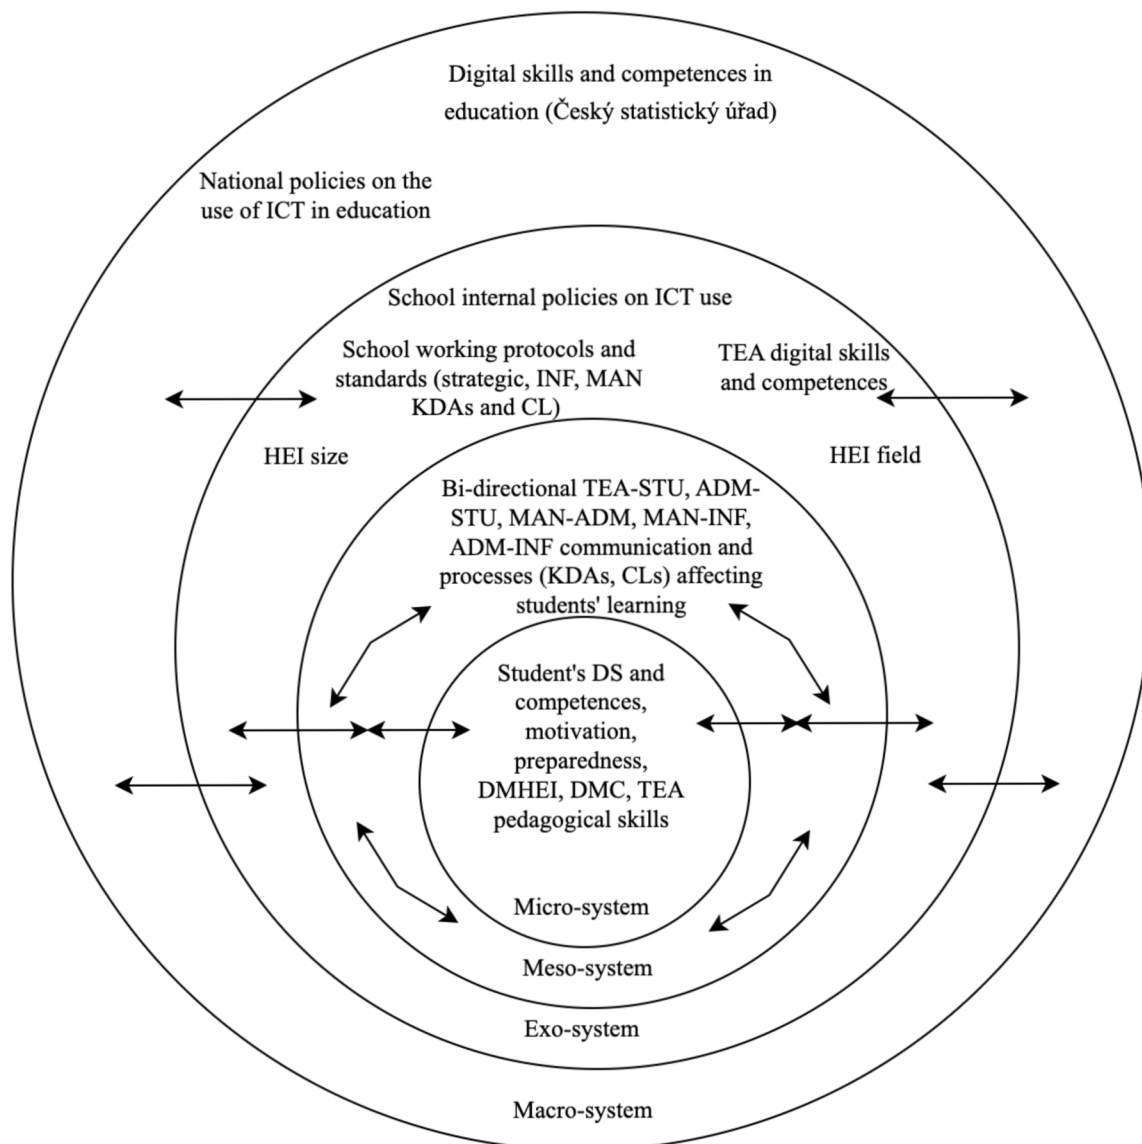 Digital skills and competences in
education (Český statistický úřad)
National policies on the
use of ICT in education
School internal policies on ICT use
School working protocols and
standards (strategic, INF, MAN
KDAs and CL)
TEA digital skills
and competences
HEI size
HEI field
Bi-directional TEA-STU, ADM-
STU, MAN-ADM, MAN-INF,
ADM-INF communication and
processes (KDAs, CLs) affecting
students' learning
Student's DS and
competences,
motivation,
preparedness,
DMHEI, DMC, TEA
pedagogical skills
Micro-system
Meso-system
Exo-system
Macro-system